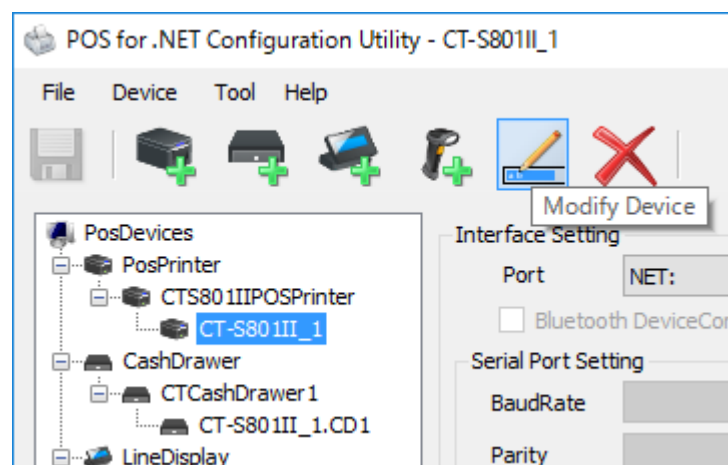 POS for .NET Configuration Utility - CT-S801II_1
File Device Tool Help
Modify Device
PosDevices
PosPrinter
CTS801IIPOSPrinter
CT-S801II_1
CashDrawer
CTCashDrawer1
CT-S801II_1.CD1
LineDisplay
Interface Setting
Port NET:
Bluetooth DeviceCor
Serial Port Setting
BaudRate
Parity